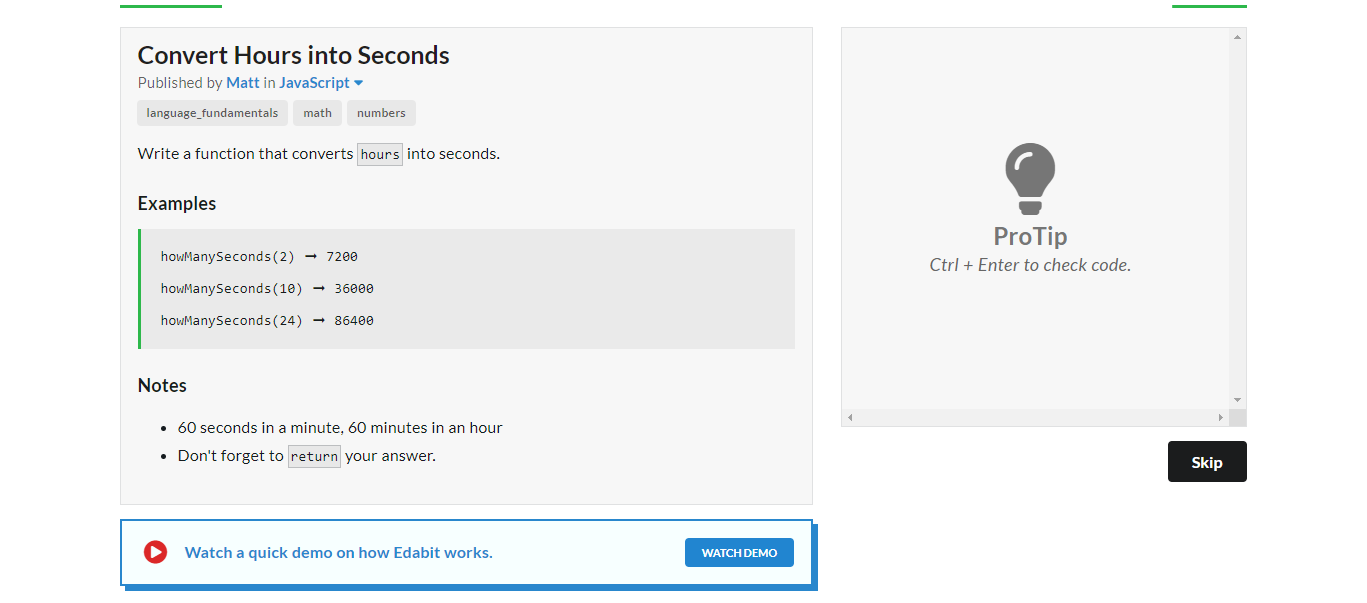 Convert Hours into Seconds
Published by Matt in JavaScript
language_fundamentals math numbers
Write a function that converts hours into seconds.
Examples
howManySeconds(2) ➞ 7200
howManySeconds(10) ➞ 36000
howManySeconds(24) ➞ 86400
Notes
• 60 seconds in a minute, 60 minutes in an hour
• Don't forget to return your answer.
Watch a quick demo on how Edabit works.
WATCH DEMO
ProTip
Ctrl + Enter to check code.
Skip